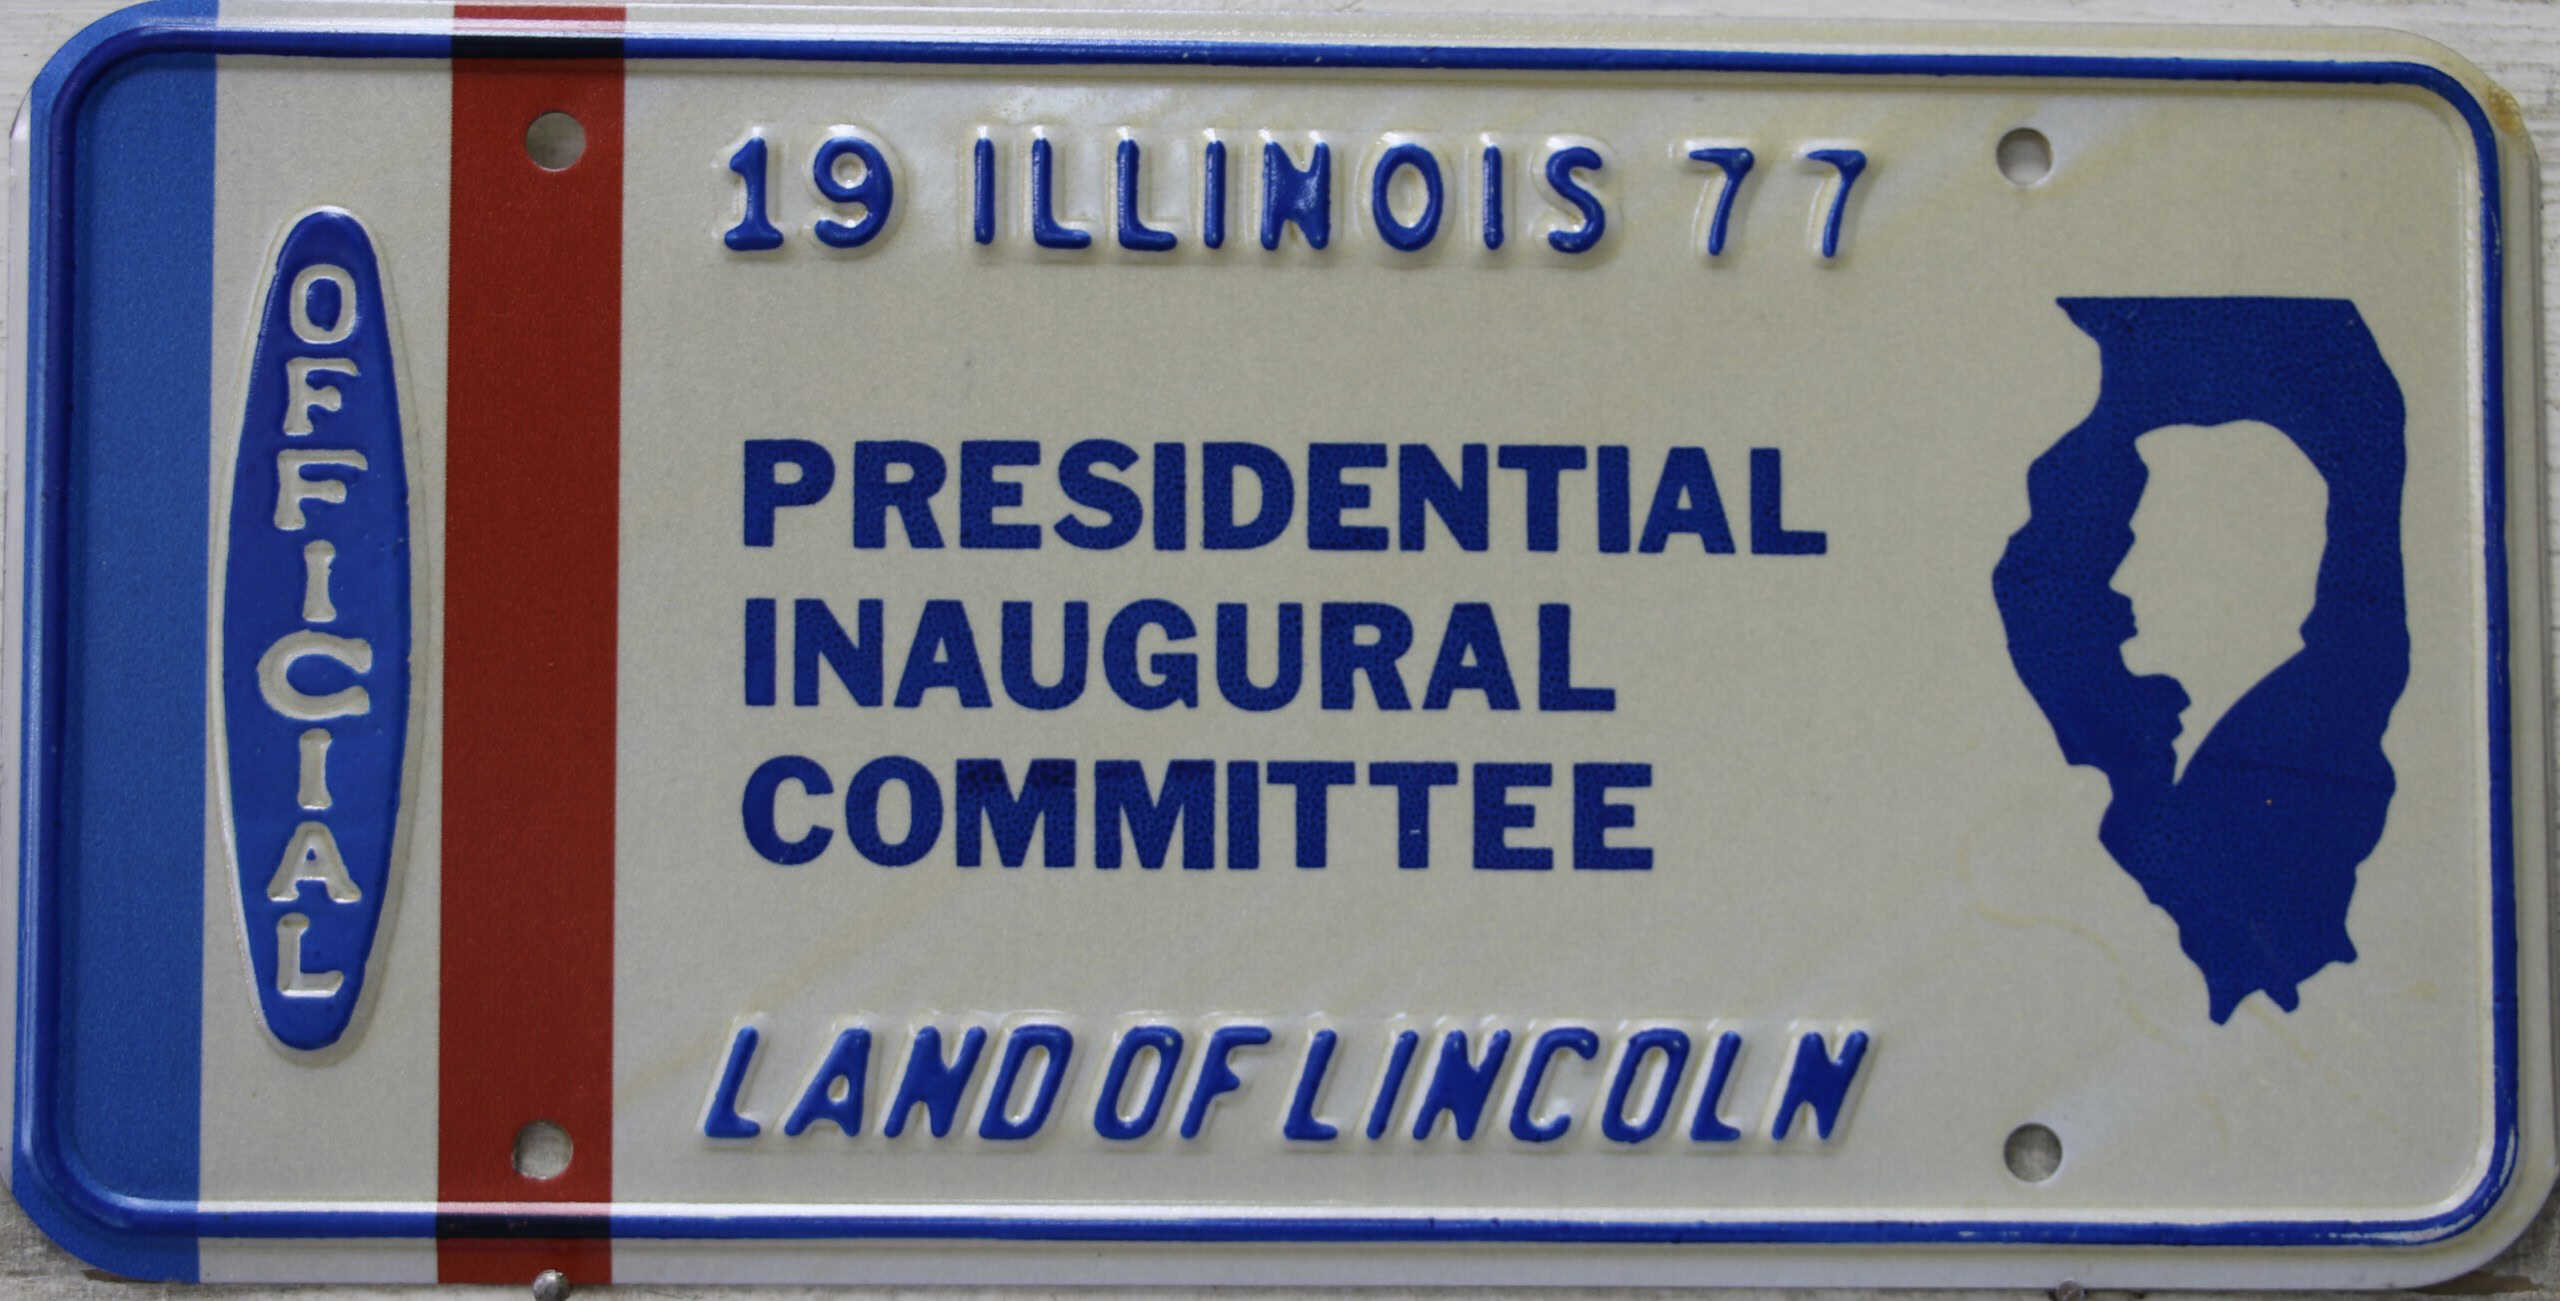 OFFICIAL
19 ILLINOIS 77
PRESIDENTIAL
INAUGURAL
COMMITTEE
LAND OF LINCOLN